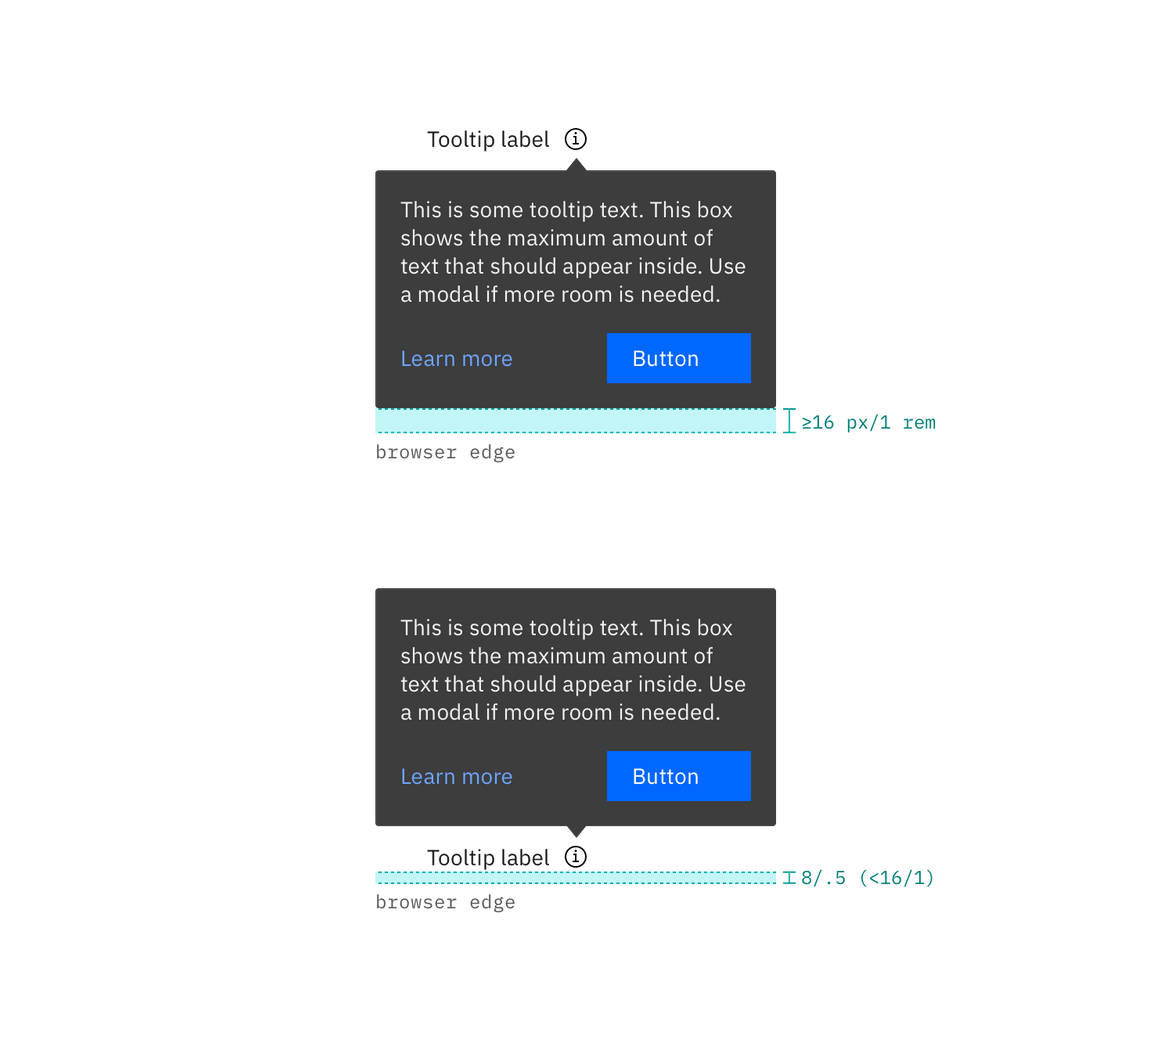 Tooltip label
This is some tooltip text. This box
shows the maximum amount of
text that should appear inside. Use
a modal if more room is needed.
Learn more
Button
≥16 px/1 rem
browser edge
This is some tooltip text. This box
shows the maximum amount of
text that should appear inside. Use
a modal if more room is needed.
Learn more
Button
Tooltip label
8/.5 (<16/1)
browser edge